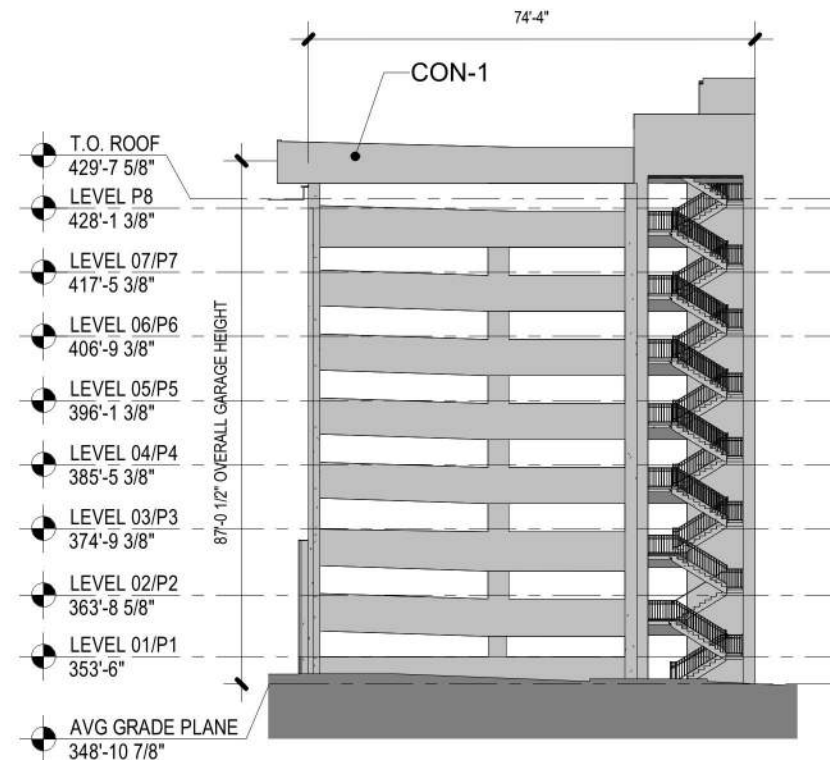 74'-4"
CON-1
T.O. ROOF
429'-7 5/8"
LEVEL P8
428'-1 3/8"
LEVEL 07/P7
417'-5 3/8"
LEVEL 06/P6
406'-9 3/8"
LEVEL 05/P5
396'-1 3/8"
LEVEL 04/P4
385'-5 3/8"
LEVEL 03/P3
374'-9 3/8"
LEVEL 02/P2
363'-8 5/8"
LEVEL 01/P1
353'-6"
AVG GRADE PLANE
348'-10 7/8"
87'-0 1/2" OVERALL GARAGE HEIGHT